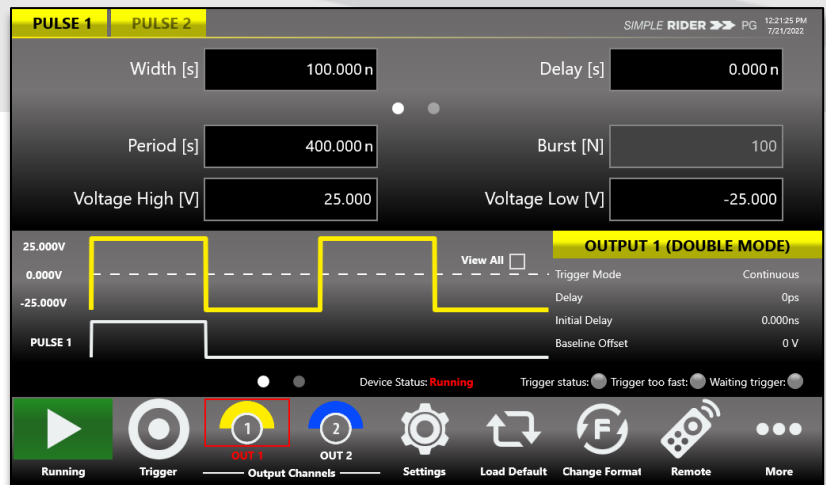 PULSE 1 PULSE 2 SIMPLE RIDER PG 12:21:25 PM
7/21/2022
Width [s] 100.000 n Delay [s] 0.000 n
Period [s] 400.000 n Burst [N] 100
Voltage High [V] 25.000 Voltage Low [V] -25.000
25.000V
0.000V
-25.000V
PULSE 1
View All
OUTPUT 1 (DOUBLE MODE)
Trigger Mode Continuous
Delay 0ps
Initial Delay 0.000ns
Baseline Offset 0 V
Device Status: Running Trigger status: Trigger too fast: Waiting trigger:
1 2 F
OUT 1 OUT 2
Running Trigger Output Channels Settings Load Default Change Format Remote More